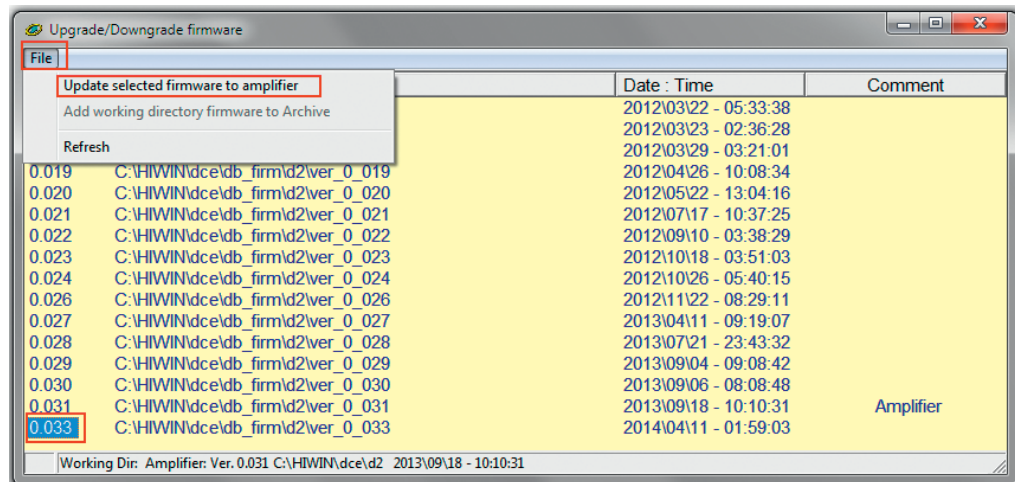 Upgrade/Downgrade firmware
File
Update selected firmware to amplifier
Add working directory firmware to Archive
Refresh
Date : Time Comment
2012\03\22 - 05:33:38
2012\03\23 - 02:36:28
2012\03\29 - 03:21:01
0.019 C:\HIWIN\dce\db_firm\d2\ver_0_019 2012\04\26 - 10:08:34
0.020 C:\HIWIN\dce\db_firm\d2\ver_0_020 2012\05\22 - 13:04:16
0.021 C:\HIWIN\dce\db_firm\d2\ver_0_021 2012\07\17 - 10:37:25
0.022 C:\HIWIN\dce\db_firm\d2\ver_0_022 2012\09\10 - 03:38:29
0.023 C:\HIWIN\dce\db_firm\d2\ver_0_023 2012\10\18 - 03:51:03
0.024 C:\HIWIN\dce\db_firm\d2\ver_0_024 2012\10\26 - 05:40:15
0.026 C:\HIWIN\dce\db_firm\d2\ver_0_026 2012\11\22 - 08:29:11
0.027 C:\HIWIN\dce\db_firm\d2\ver_0_027 2013\04\11 - 09:19:07
0.028 C:\HIWIN\dce\db_firm\d2\ver_0_028 2013\07\21 - 23:43:32
0.029 C:\HIWIN\dce\db_firm\d2\ver_0_029 2013\09\04 - 09:08:42
0.030 C:\HIWIN\dce\db_firm\d2\ver_0_030 2013\09\06 - 08:08:48
0.031 C:\HIWIN\dce\db_firm\d2\ver_0_031 2013\09\18 - 10:10:31 Amplifier
0.033 C:\HIWIN\dce\db_firm\d2\ver_0_033 2014\04\11 - 01:59:03
Working Dir: Amplifier: Ver. 0.031 C:\HIWIN\dce\d2 2013\09\18 - 10:10:31